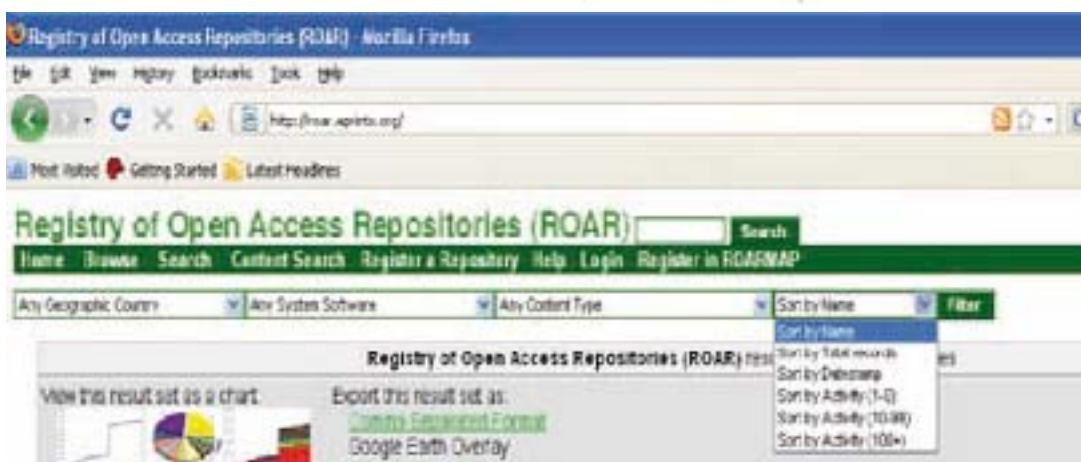 Registry of Open Access Repositories (ROAR) - Mozilla Firefox
File Edit View History Bookmarks Tools Help
http://roar.eprints.org/
Most Visited Getting Started Latest Headlines
Registry of Open Access Repositories (ROAR) Search
Home Browse Search Content Search Register a Repository Help Login Register in ROARMAP
Any Geographic Country Any System Software Any Content Type Sort by Name Filter
Sort by Name
Registry of Open Access Repositories (ROAR)
Sort by Total records
Sort by Datestamp
View this result set as a chart Export this result set as:
Sort by Activity (1-9)
Comma Separated Format
Sort by Activity (10-99)
Google Earth Overlay
Sort by Activity (100+)